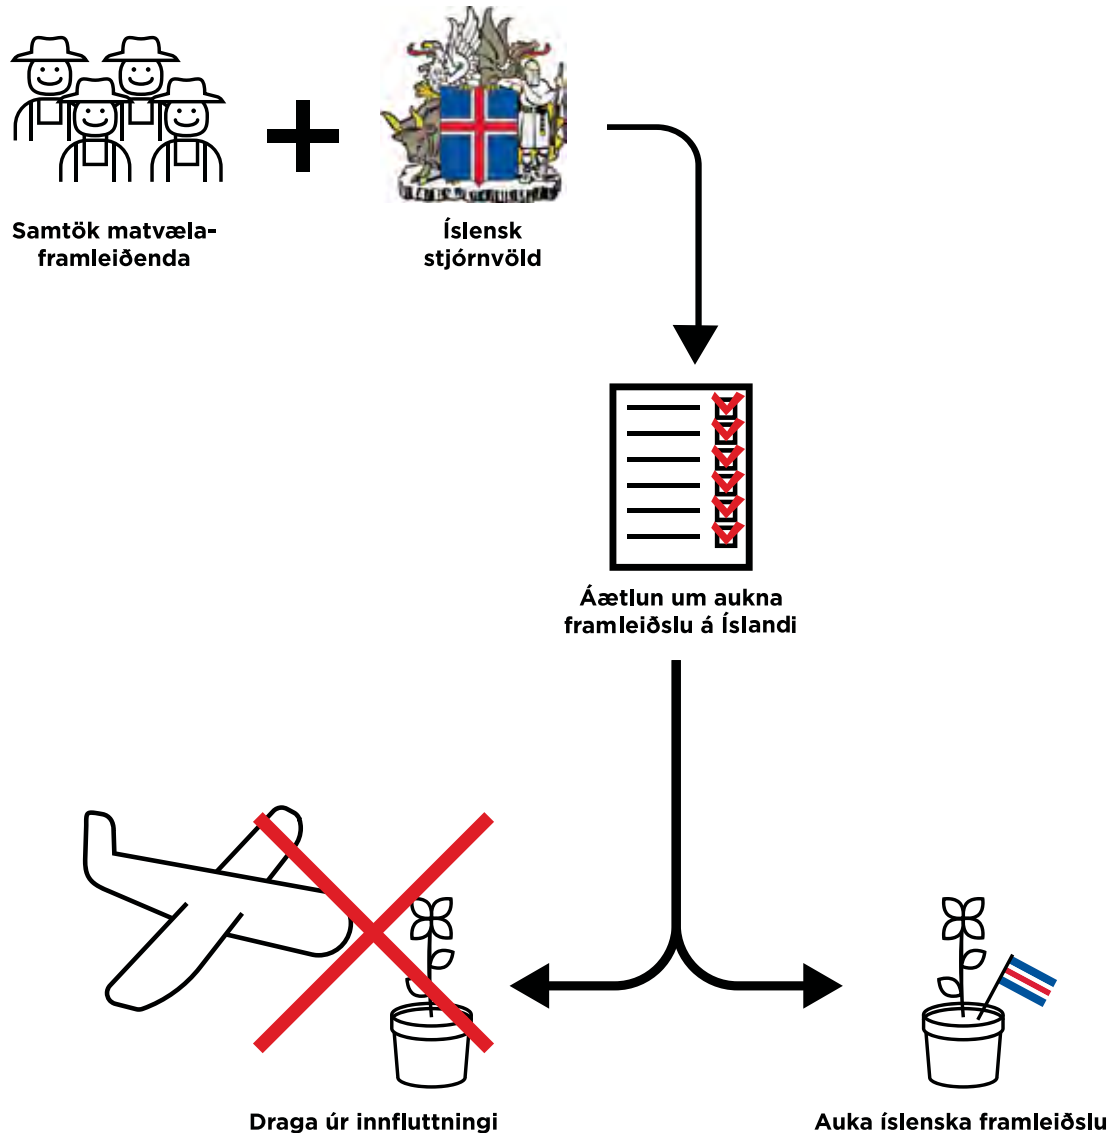 Samtök matvæla-
framleiðenda
Íslensk
stjórnvöld
Áætlun um aukna
framleiðslu á Íslandi
Draga úr innfluttningi
Auka íslenska framleiðslu